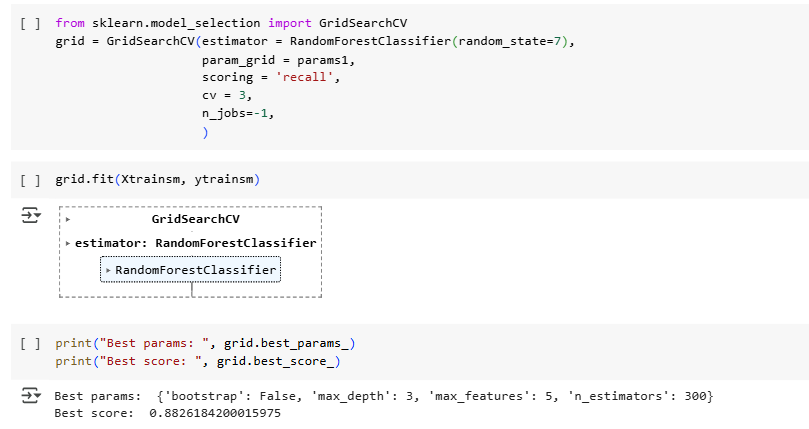 [ ] from sklearn.model_selection import GridSearchCV
grid = GridSearchCV(estimator = RandomForestClassifier(random_state=7),
param_grid = params1,
scoring = 'recall',
cv = 3,
n_jobs=-1,
)
[ ] grid.fit(Xtrainsm, ytrainsm)
GridSearchCV
estimator: RandomForestClassifier
RandomForestClassifier
[ ] print("Best params: ", grid.best_params_)
print("Best score: ", grid.best_score_)
Best params:  {'bootstrap': False, 'max_depth': 3, 'max_features': 5, 'n_estimators': 300}
Best score:  0.8826184200015975